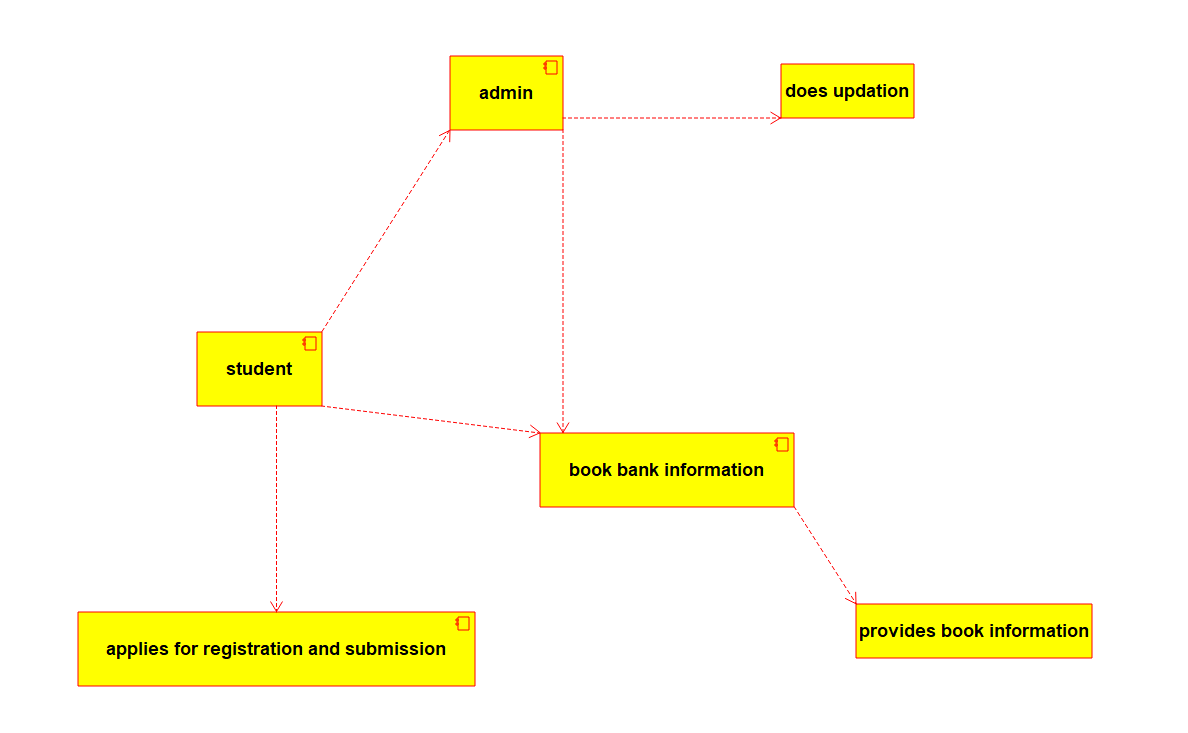 admin
does updation
student
book bank information
provides book information
applies for registration and submission